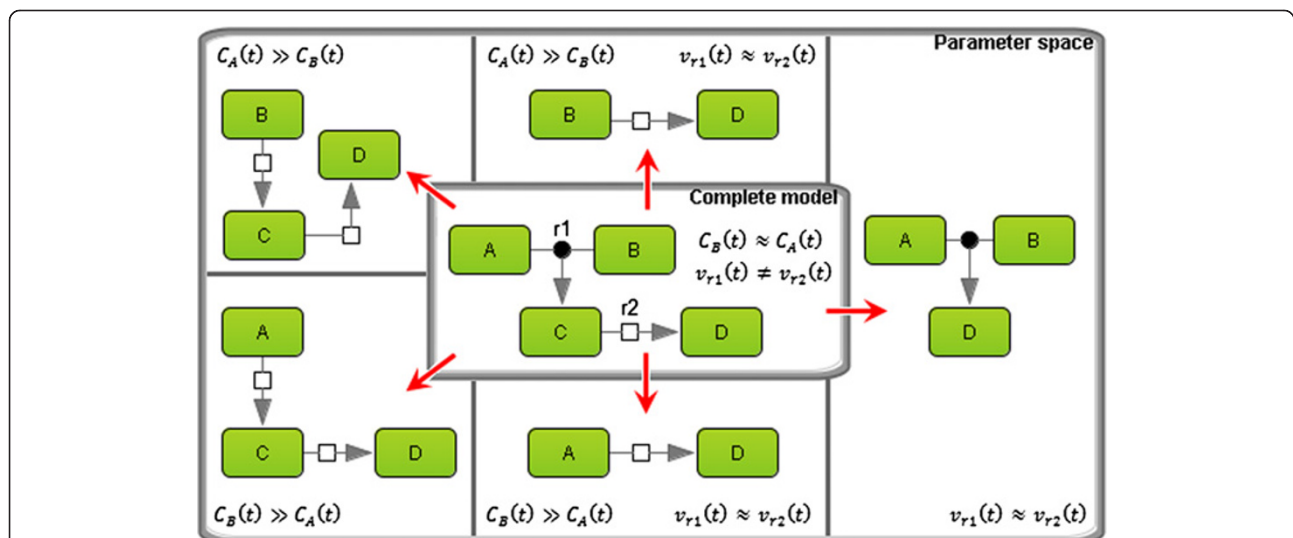 Parameter space
C_A(t) ≫ C_B(t)
B
D
C
C_A(t) ≫ C_B(t) v_r1(t) ≈ v_r2(t)
B D
Complete model
r1
A B
C_B(t) ≈ C_A(t)
v_r1(t) ≠ v_r2(t)
r2
C D
A B
D
v_r1(t) ≈ v_r2(t)
A
C D
C_B(t) ≫ C_A(t)
A D
C_B(t) ≫ C_A(t) v_r1(t) ≈ v_r2(t)